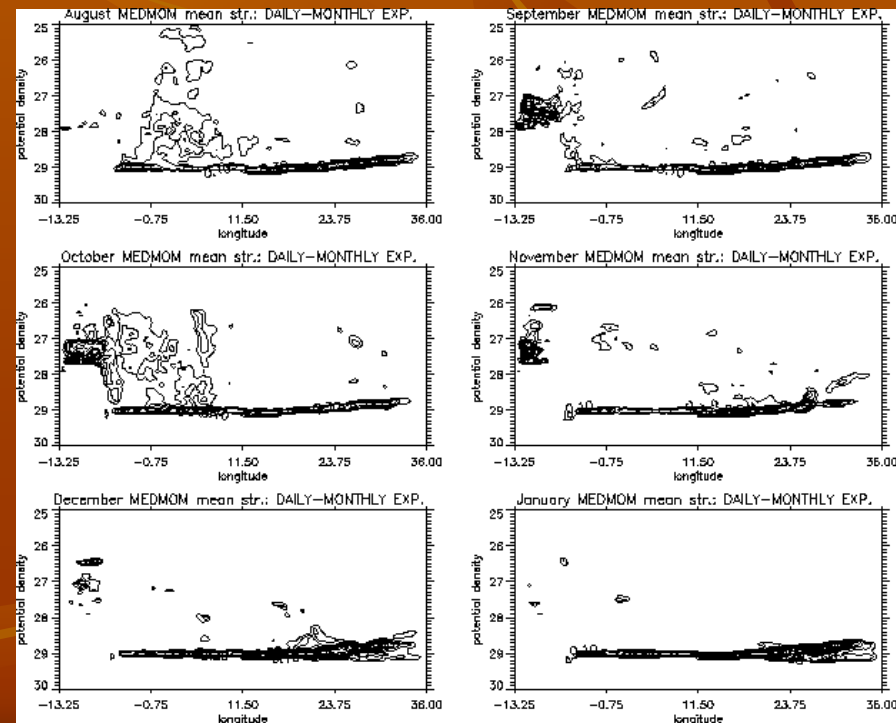 August MEDMOM mean str.: DAILY-MONTHLY EXP.
25
26
27
28
29
30
potential density
0.10
-13.25 -0.75 11.50 23.75 36.00
longitude
September MEDMOM mean str.: DAILY-MONTHLY EXP.
25
26
27
28
29
30
potential density
-13.25 -0.75 11.50 23.75 36.00
longitude
October MEDMOM mean str.: DAILY-MONTHLY EXP.
25
26
27
28
29
30
potential density
-13.25 -0.75 11.50 23.75 36.00
longitude
November MEDMOM mean str.: DAILY-MONTHLY EXP.
25
26
27
28
29
30
potential density
-13.25 -0.75 11.50 23.75 36.00
longitude
December MEDMOM mean str.: DAILY-MONTHLY EXP.
25
26
27
28
29
30
potential density
-13.25 -0.75 11.50 23.75 36.00
longitude
January MEDMOM mean str.: DAILY-MONTHLY EXP.
25
26
27
28
29
30
potential density
-13.25 -0.75 11.50 23.75 36.00
longitude